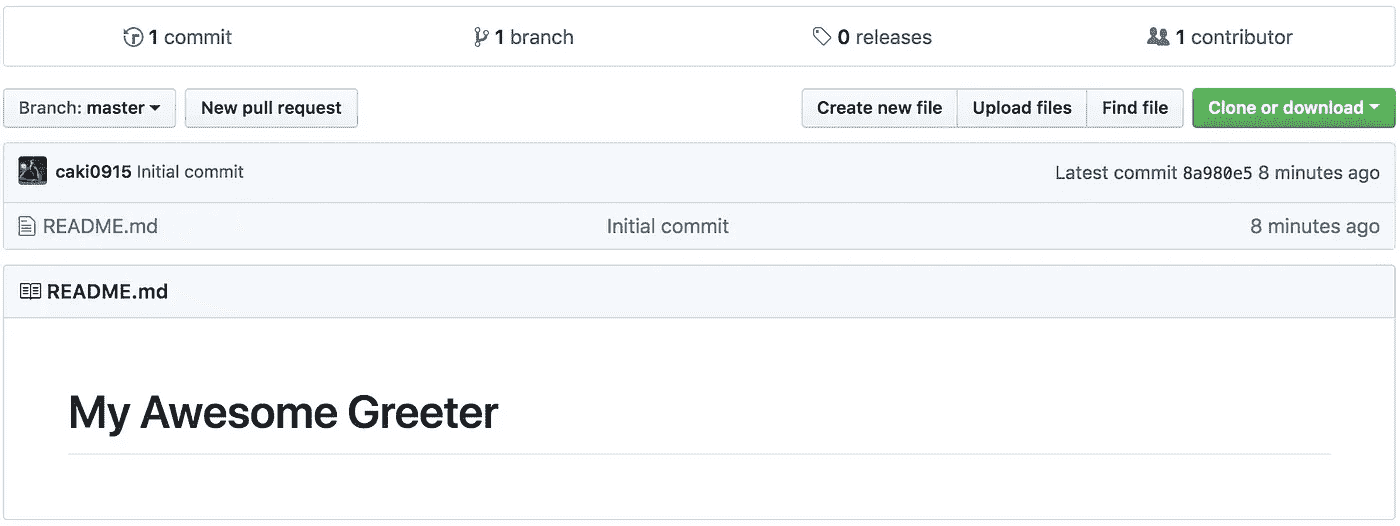 1 commit 1 branch 0 releases 1 contributor
Branch: master New pull request Create new file Upload files Find file Clone or download
caki0915 Initial commit Latest commit 8a980e5 8 minutes ago
README.md Initial commit 8 minutes ago
README.md
My Awesome Greeter